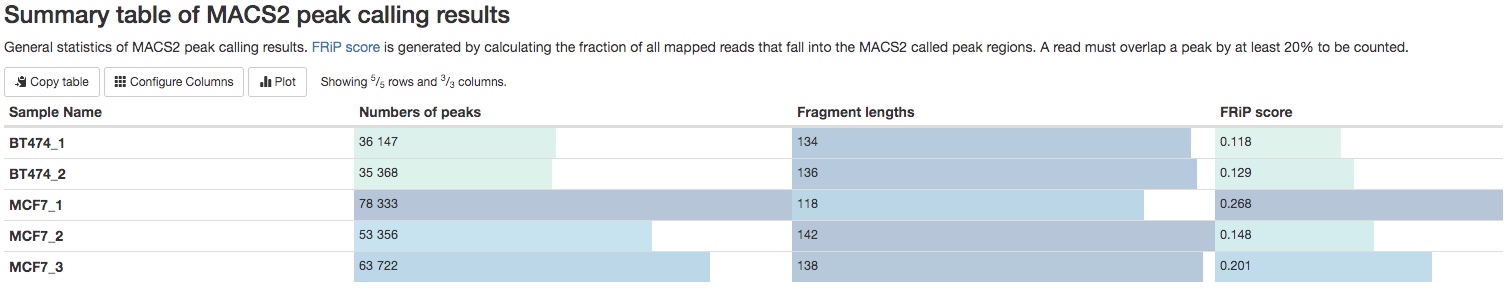 Summary table of MACS2 peak calling results
General statistics of MACS2 peak calling results. FRiP score is generated by calculating the fraction of all mapped reads that fall into the MACS2 called peak regions. A read must overlap a peak by at least 20% to be counted.
Copy table Configure Columns Plot Showing 5/5 rows and 3/3 columns.
Sample Name Numbers of peaks Fragment lengths FRiP score
BT474_1 36 147 134 0.118
BT474_2 35 368 136 0.129
MCF7_1 78 333 118 0.268
MCF7_2 53 356 142 0.148
MCF7_3 63 722 138 0.201